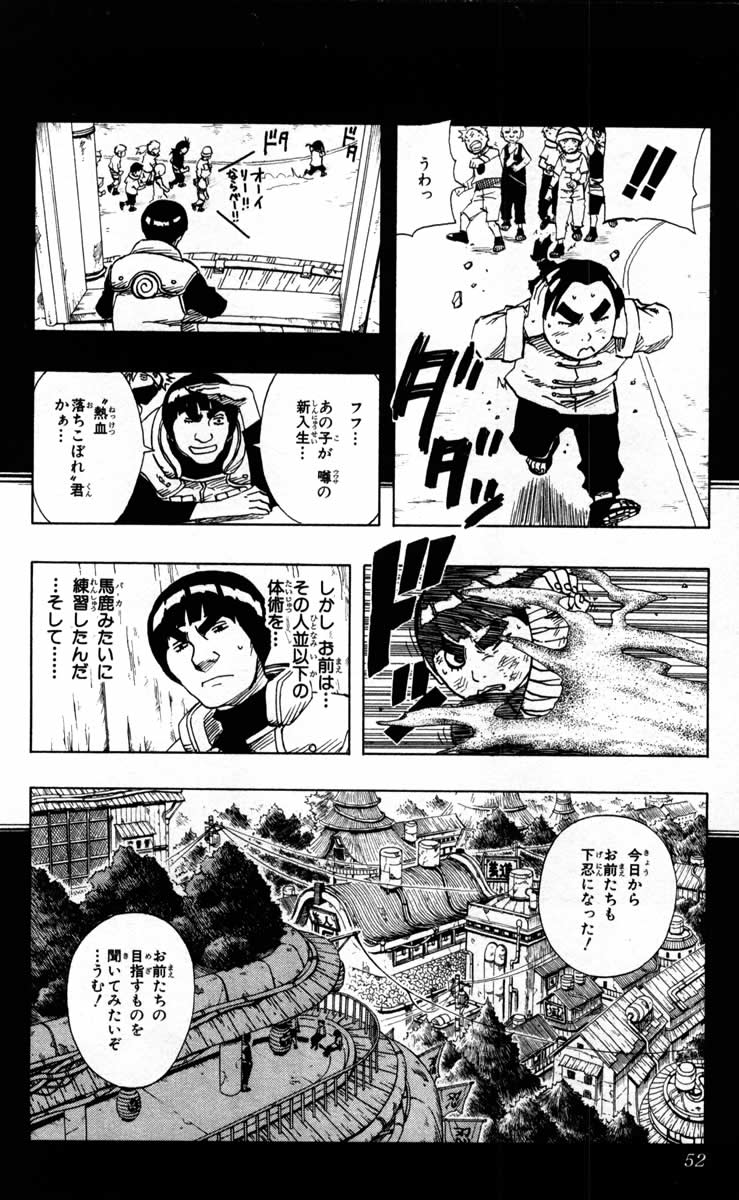 !!
うわっ
ダダダ
ドダ
ドタ
オーイ
リー!!
ならべー!!
フフ…
あの子が 噂の
新入生…
〝熱血
落ちこぼれ〟君
かぁ…
ババッ
しかし お前は…
その人並以下の
体術を…
馬鹿みたいに
練習したんだ
…そして……
今日から
お前たちも
下忍になった!
お前たちの
目指すものを
聞いてみたいぞ
…うむ!
忍
52